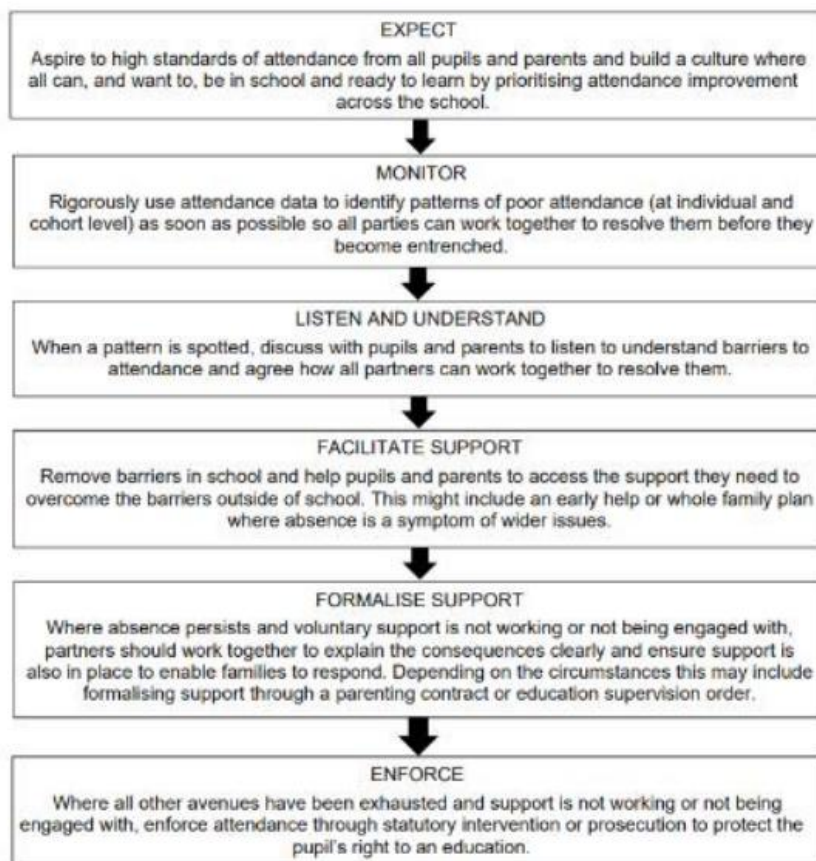 EXPECT
Aspire to high standards of attendance from all pupils and parents and build a culture where
all can, and want to, be in school and ready to learn by prioritising attendance improvement
across the school.
MONITOR
Rigorously use attendance data to identify patterns of poor attendance (at individual and
cohort level) as soon as possible so all parties can work together to resolve them before they
become entrenched.
LISTEN AND UNDERSTAND
When a pattern is spotted, discuss with pupils and parents to listen to understand barriers to
attendance and agree how all partners can work together to resolve them.
FACILITATE SUPPORT
Remove barriers in school and help pupils and parents to access the support they need to
overcome the barriers outside of school. This might include an early help or whole family plan
where absence is a symptom of wider issues.
FORMALISE SUPPORT
Where absence persists and voluntary support is not working or not being engaged with,
partners should work together to explain the consequences clearly and ensure support is
also in place to enable families to respond. Depending on the circumstances this may include
formalising support through a parenting contract or education supervision order.
ENFORCE
Where all other avenues have been exhausted and support is not working or not being
engaged with, enforce attendance through statutory intervention or prosecution to protect the
pupil's right to an education.